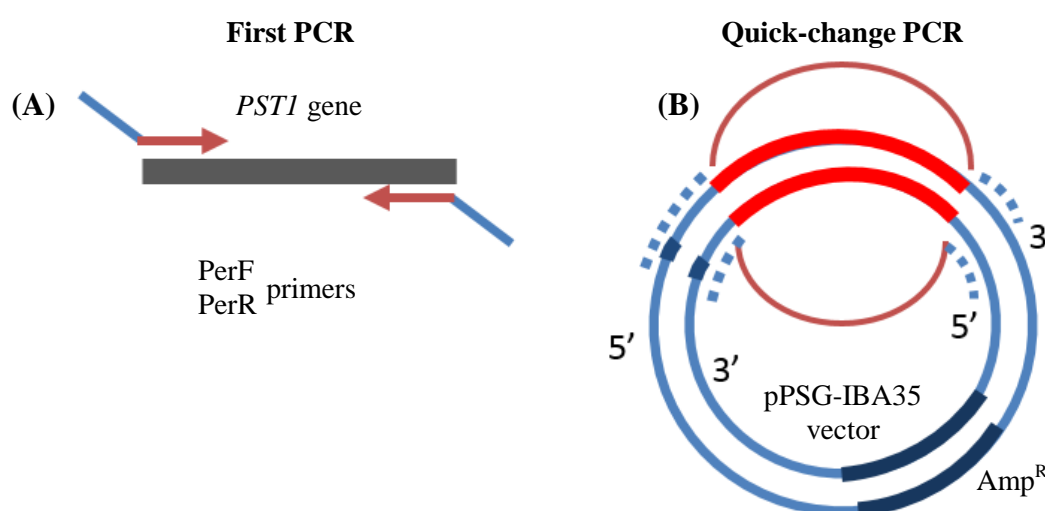 First PCR
Quick-change PCR
(A)
PST1 gene
PerF
PerR
primers
(B)
3'
5'
5'
3'
pPSG-IBA35
vector
Amp^R